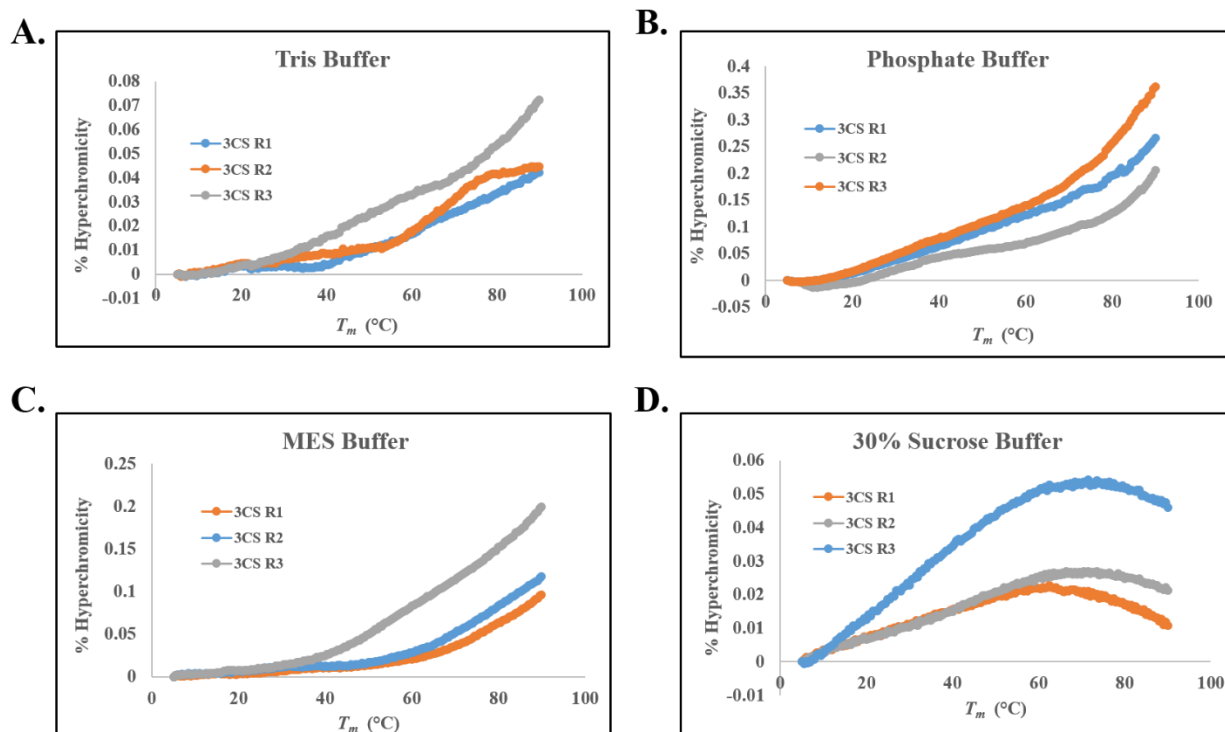 A.
Tris Buffer
% Hyperchromicity
0.08
0.07
0.06
0.05
0.04
0.03
0.02
0.01
0
-0.01
3CS R1
3CS R2
3CS R3
0 20 40 60 80 100
Tm (°C)
B.
Phosphate Buffer
% Hyperchromicity
0.4
0.35
0.3
0.25
0.2
0.15
0.1
0.05
0
-0.05
3CS R1
3CS R2
3CS R3
0 20 40 60 80 100
Tm (°C)
C.
MES Buffer
% Hyperchromicity
0.25
0.2
0.15
0.1
0.05
0
3CS R1
3CS R2
3CS R3
0 20 40 60 80 100
Tm (°C)
D.
30% Sucrose Buffer
% Hyperchromicity
0.06
0.05
0.04
0.03
0.02
0.01
0
-0.01
3CS R1
3CS R2
3CS R3
0 20 40 60 80 100
Tm (°C)